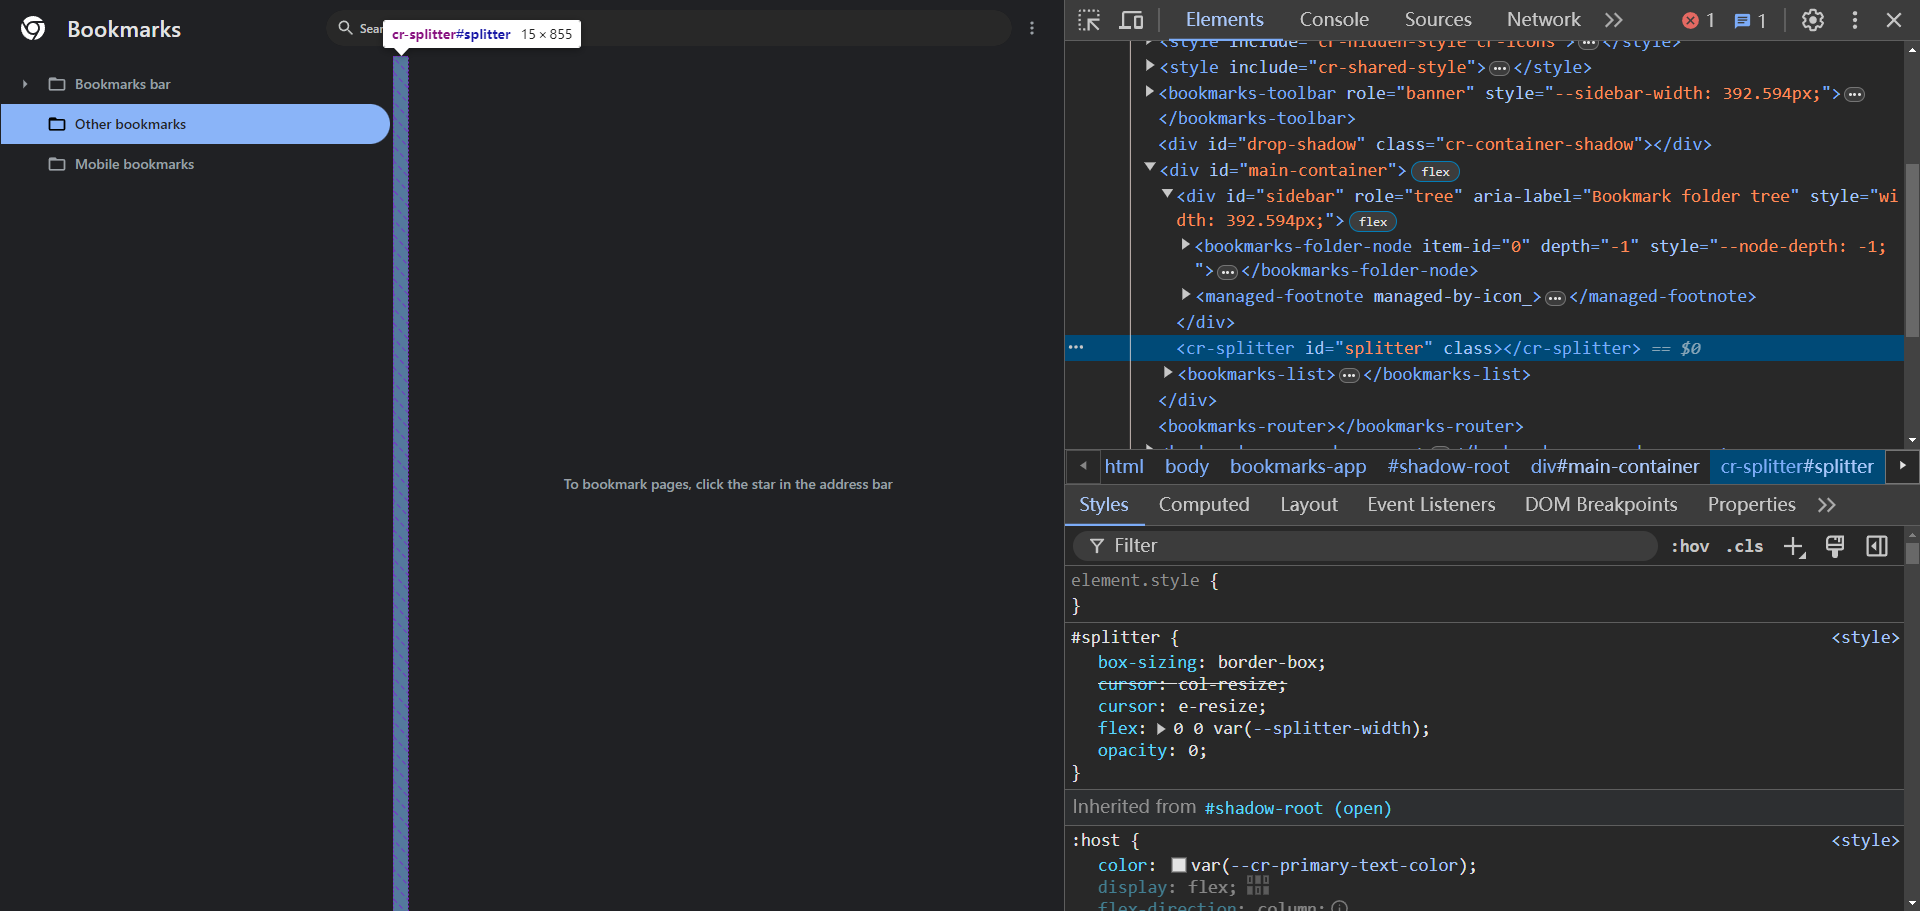 Bookmarks
Sear
cr-splitter#splitter 15 × 855
Bookmarks bar
Other bookmarks
Mobile bookmarks
To bookmark pages, click the star in the address bar
Elements Console Sources Network 1 1
<style include="cr-hidden-style cr-icons">…</style>
<style include="cr-shared-style">…</style>
<bookmarks-toolbar role="banner" style="--sidebar-width: 392.594px;">…
</bookmarks-toolbar>
<div id="drop-shadow" class="cr-container-shadow"></div>
<div id="main-container"> flex
<div id="sidebar" role="tree" aria-label="Bookmark folder tree" style="wi
dth: 392.594px;"> flex
<bookmarks-folder-node item-id="0" depth="-1" style="--node-depth: -1;
">…</bookmarks-folder-node>
<managed-footnote managed-by-icon_>…</managed-footnote>
</div>
<cr-splitter id="splitter" class></cr-splitter> == $0
<bookmarks-list>…</bookmarks-list>
</div>
<bookmarks-router></bookmarks-router>
html body bookmarks-app #shadow-root div#main-container cr-splitter#splitter
Styles Computed Layout Event Listeners DOM Breakpoints Properties
Filter :hov .cls
element.style {
}
#splitter { <style>
box-sizing: border-box;
cursor: col-resize;
cursor: e-resize;
flex: 0 0 var(--splitter-width);
opacity: 0;
}
Inherited from #shadow-root (open)
:host { <style>
color: var(--cr-primary-text-color);
display: flex;
flex-direction: column;